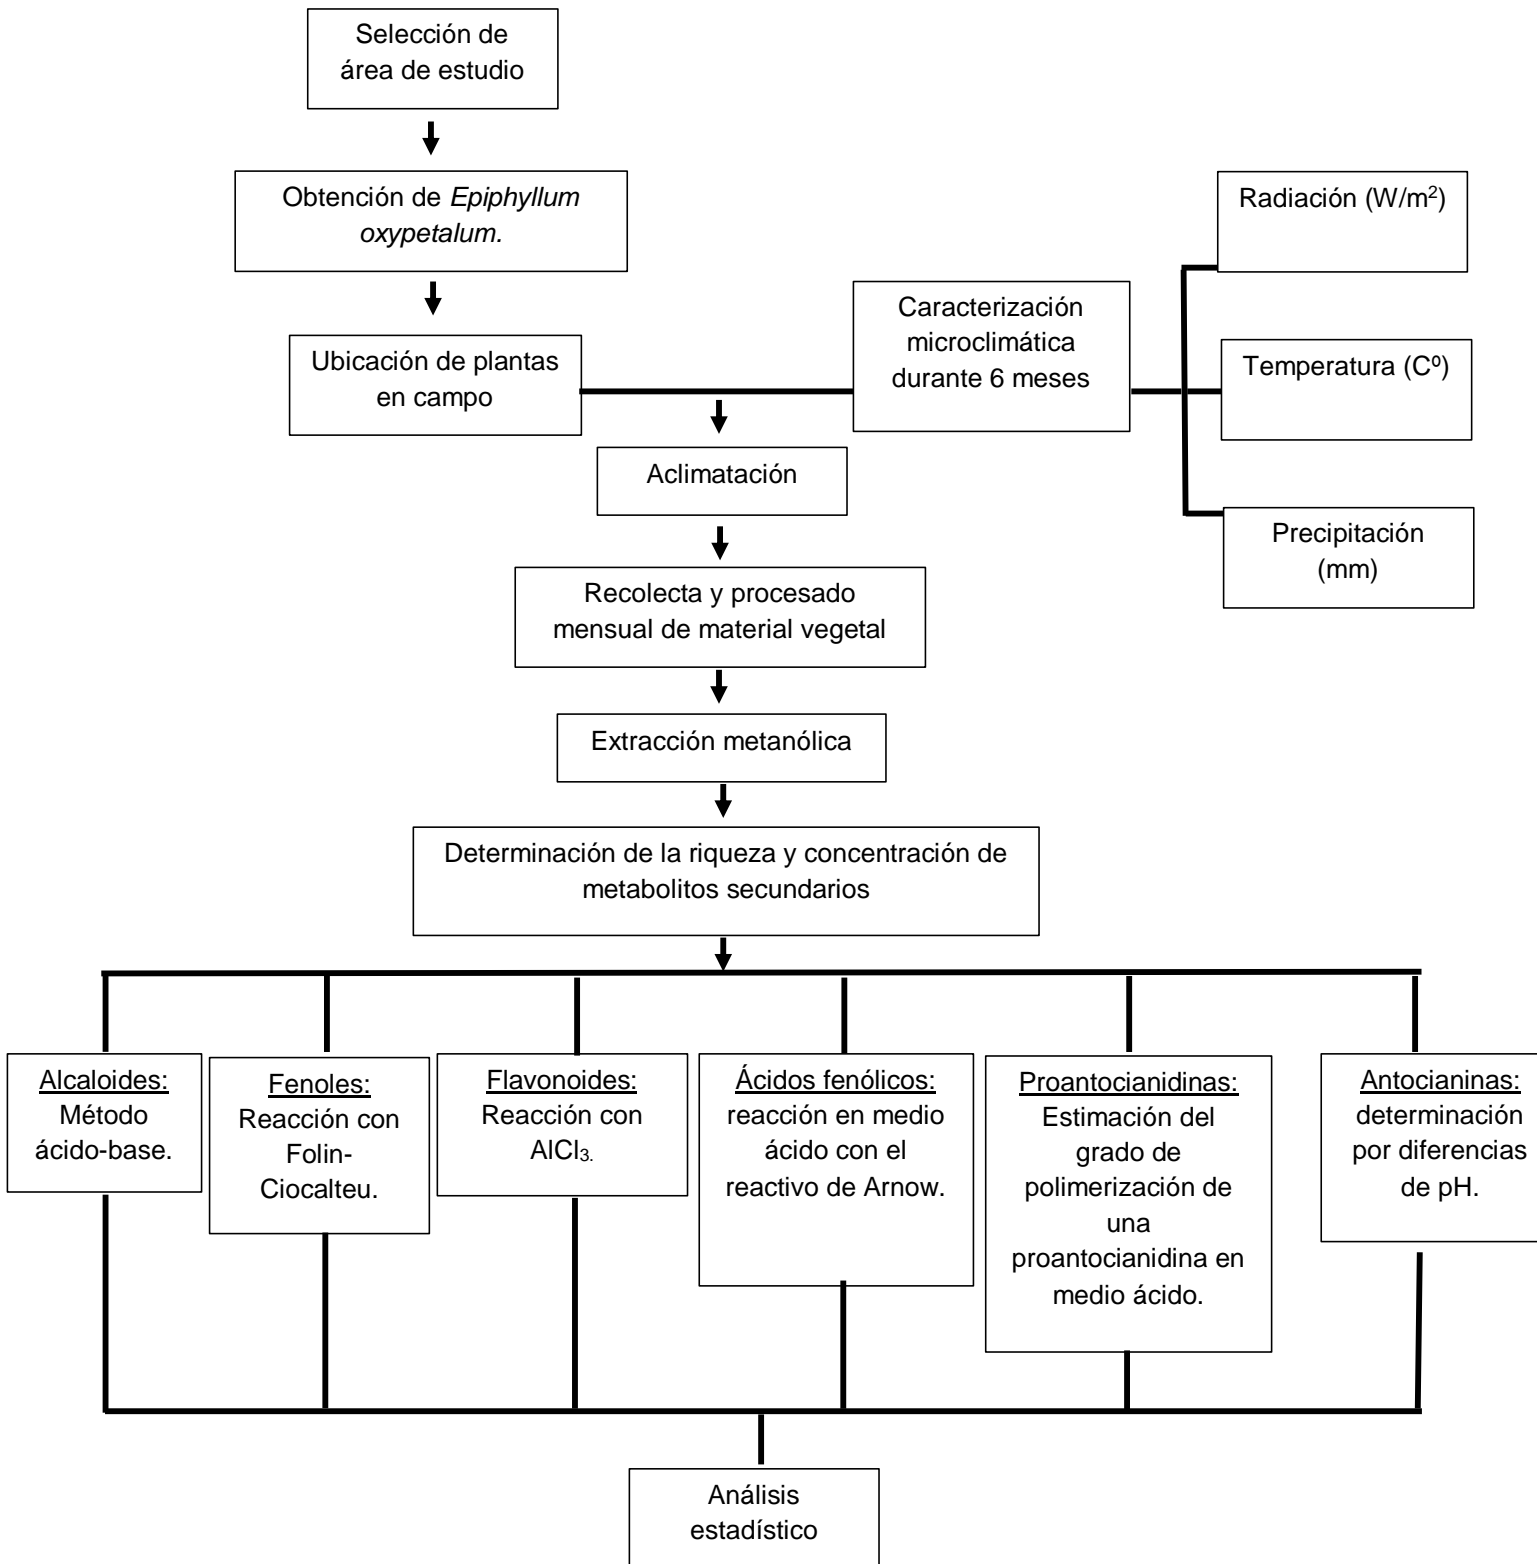 Selección de
área de estudio
Obtención de Epiphyllum
oxypetalum.
Ubicación de plantas
en campo
Caracterización
microclimática
durante 6 meses
Radiación (W/m²)
Temperatura (Cº)
Precipitación
(mm)
Aclimatación
Recolecta y procesado
mensual de material vegetal
Extracción metanólica
Determinación de la riqueza y concentración de
metabolitos secundarios
Alcaloides:
Método
ácido-base.
Fenoles:
Reacción con
Folin-
Ciocalteu.
Flavonoides:
Reacción con
AlCl₃.
Ácidos fenólicos:
reacción en medio
ácido con el
reactivo de Arnow.
Proantocianidinas:
Estimación del
grado de
polimerización de
una
proantocianidina en
medio ácido.
Antocianinas:
determinación
por diferencias
de pH.
Análisis
estadístico